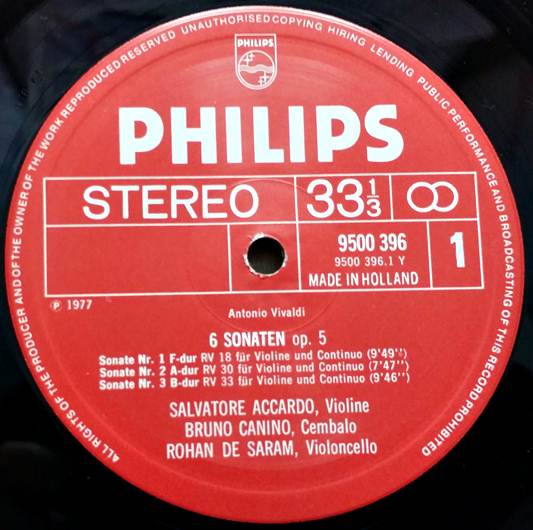 ALL RIGHTS OF THE PRODUCER AND OF THE OWNER OF THE WORK REPRODUCED RESERVED UNAUTHORISED COPYING HIRING LENDING PUBLIC PERFORMANCE AND BROADCASTING OF THIS RECORD PROHIBITED
PHILIPS
PHILIPS
STEREO 33 1/3
9500 396 1
9500 396.1 Y
MADE IN HOLLAND
℗ 1977
Antonio Vivaldi
6 SONATEN op. 5
Sonate Nr. 1 F-dur RV 18 für Violine und Continuo (9'49'')
Sonate Nr. 2 A-dur RV 30 für Violine und Continuo (7'47'')
Sonate Nr. 3 B-dur RV 33 für Violine und Continuo (9'46'')
SALVATORE ACCARDO, Violine
BRUNO CANINO, Cembalo
ROHAN DE SARAM, Violoncello